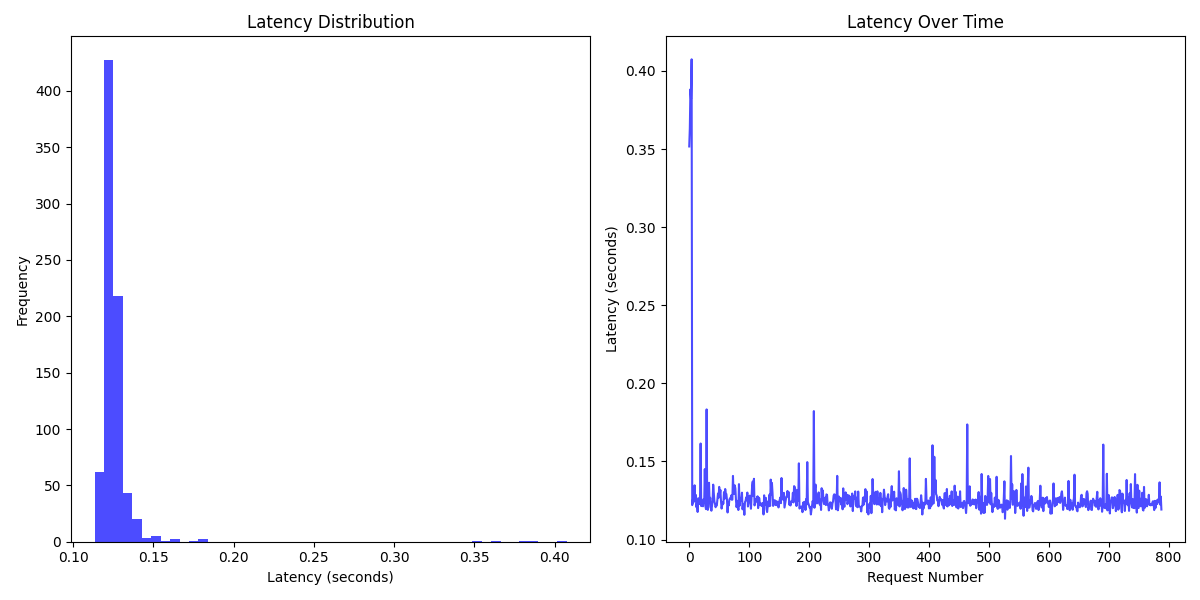 Latency Distribution
Frequency
400
350
300
250
200
150
100
50
0
0.10 0.15 0.20 0.25 0.30 0.35 0.40
Latency (seconds)
Latency Over Time
Latency (seconds)
0.40
0.35
0.30
0.25
0.20
0.15
0.10
0 100 200 300 400 500 600 700 800
Request Number